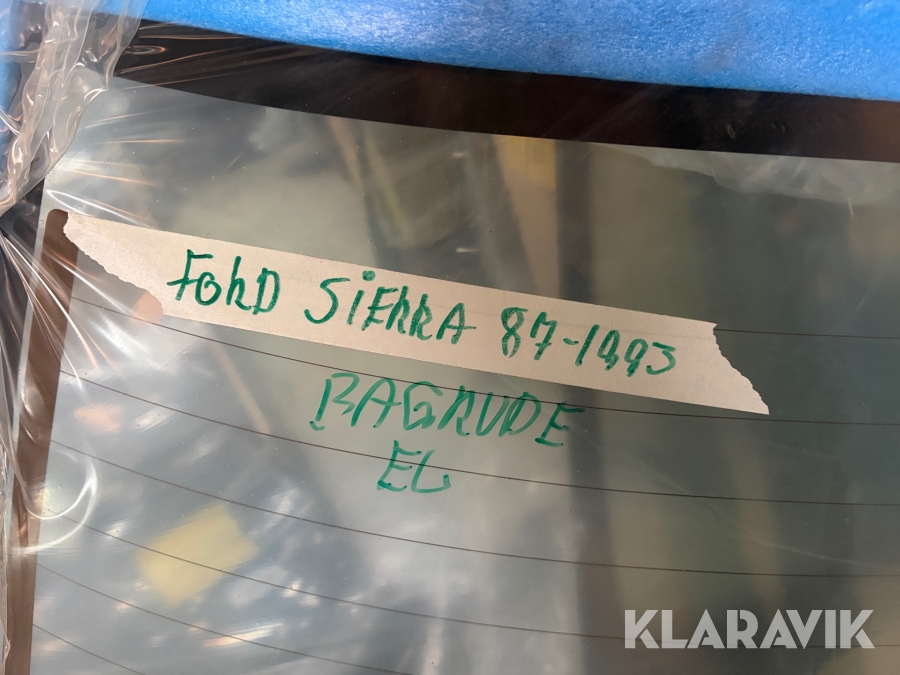 FORD SiERRA 87-1993
BAGRUDE
EL
KLARAVIK